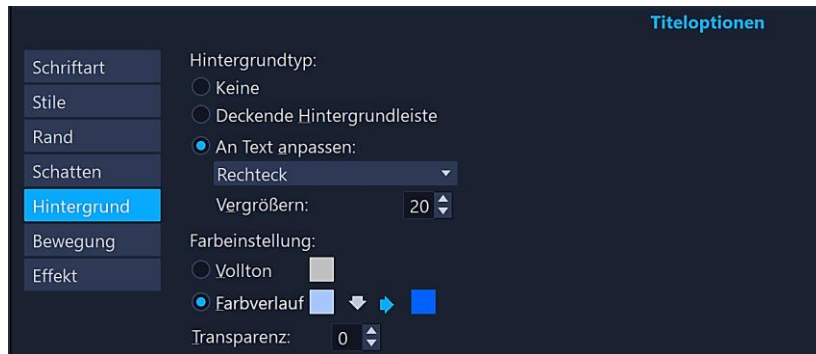 Titeloptionen
Schriftart
Stile
Rand
Schatten
Hintergrund
Bewegung
Effekt
Hintergrundtyp:
Keine
Deckende Hintergrundleiste
An Text anpassen:
Rechteck
Vergrößern: 20
Farbeinstellung:
Vollton
Farbverlauf
Transparenz: 0